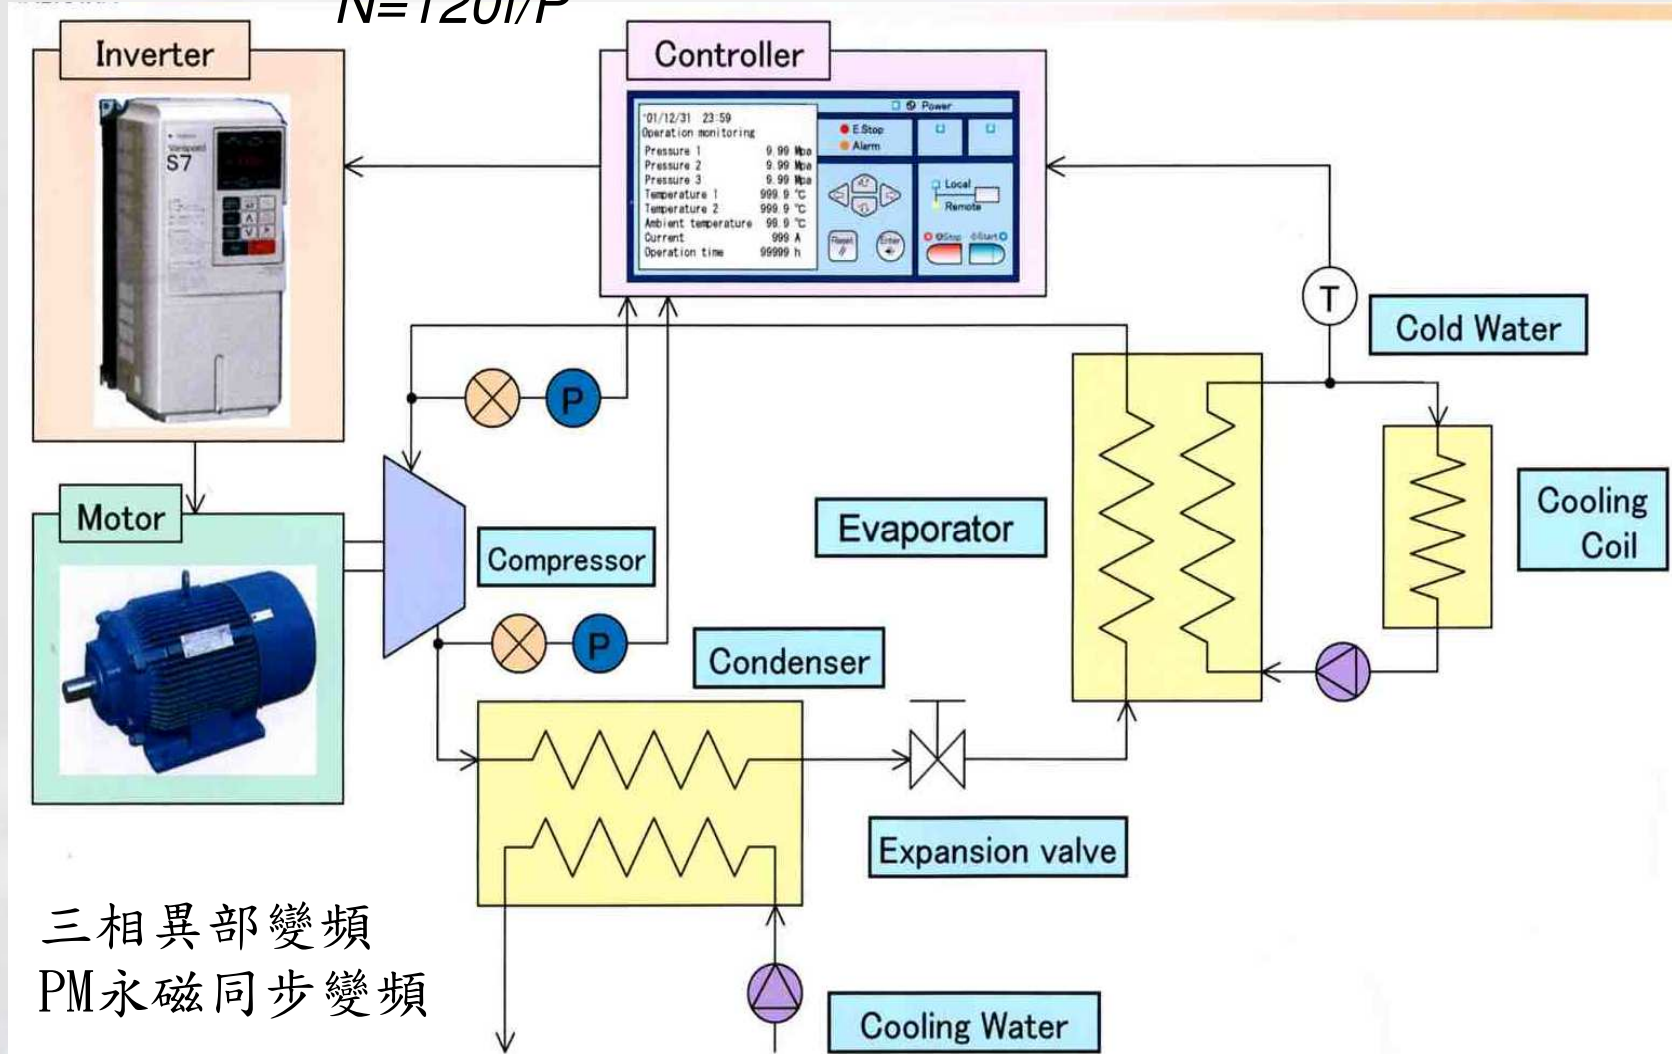 N=120f/P
Inverter
Controller
S7
'01/12/31 23:59
Operation monitoring
Pressure 1 9.99 Mpa
Pressure 2 9.99 Mpa
Pressure 3 9.99 Mpa
Temperature 1 999.9 ℃
Temperature 2 999.9 ℃
Ambient temperature 99.9 ℃
Current 999 A
Operation time 99999 h
Power
E.Stop
Alarm
Local
Remote
Reset
Enter
Stop
Start
T
Cold Water
P
Motor
Compressor
Evaporator
Cooling
Coil
P
Condenser
Expansion valve
三相異部變頻
PM永磁同步變頻
Cooling Water